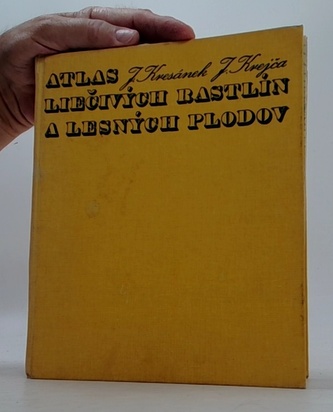 ATLAS J. Kresánek J. Krejča
LIEČIVÝCH RASTLÍN
A LESNÝCH PLODOV